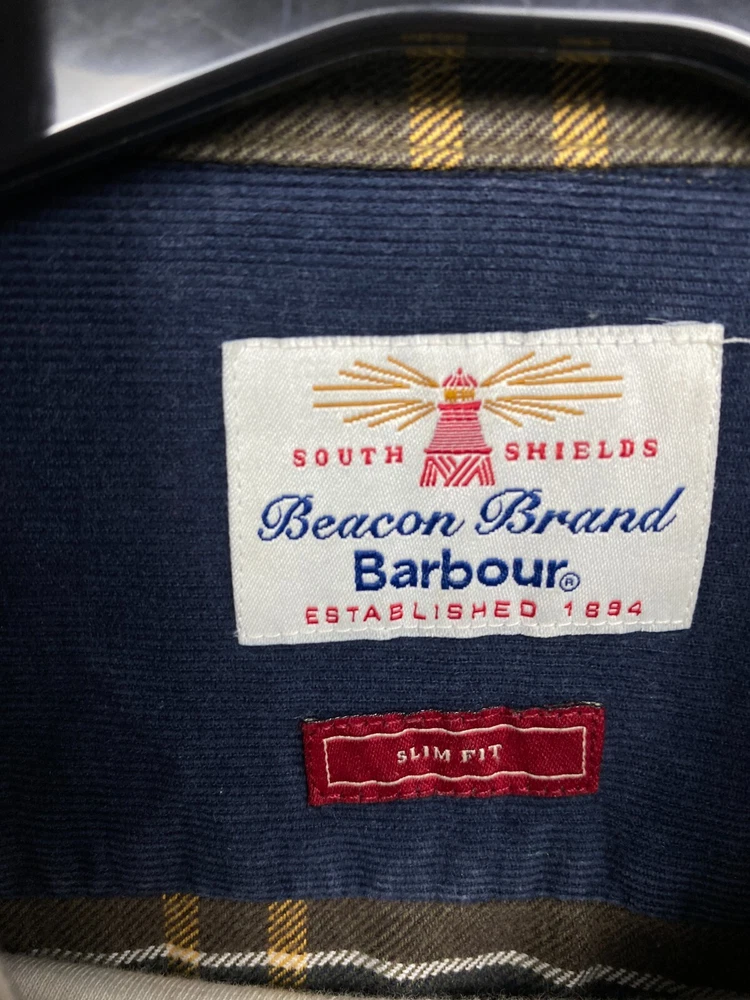 SOUTH SHIELDS
Beacon Brand
Barbour®
ESTABLISHED 1894
SLIM FIT